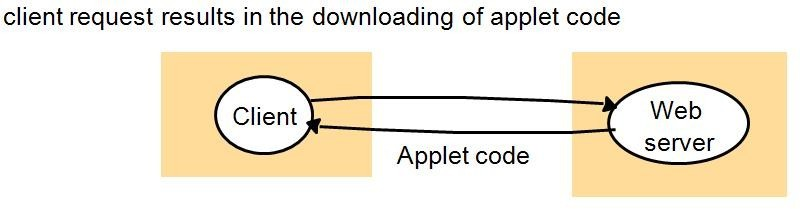 client request results in the downloading of applet code
Client
Web
server
Applet code